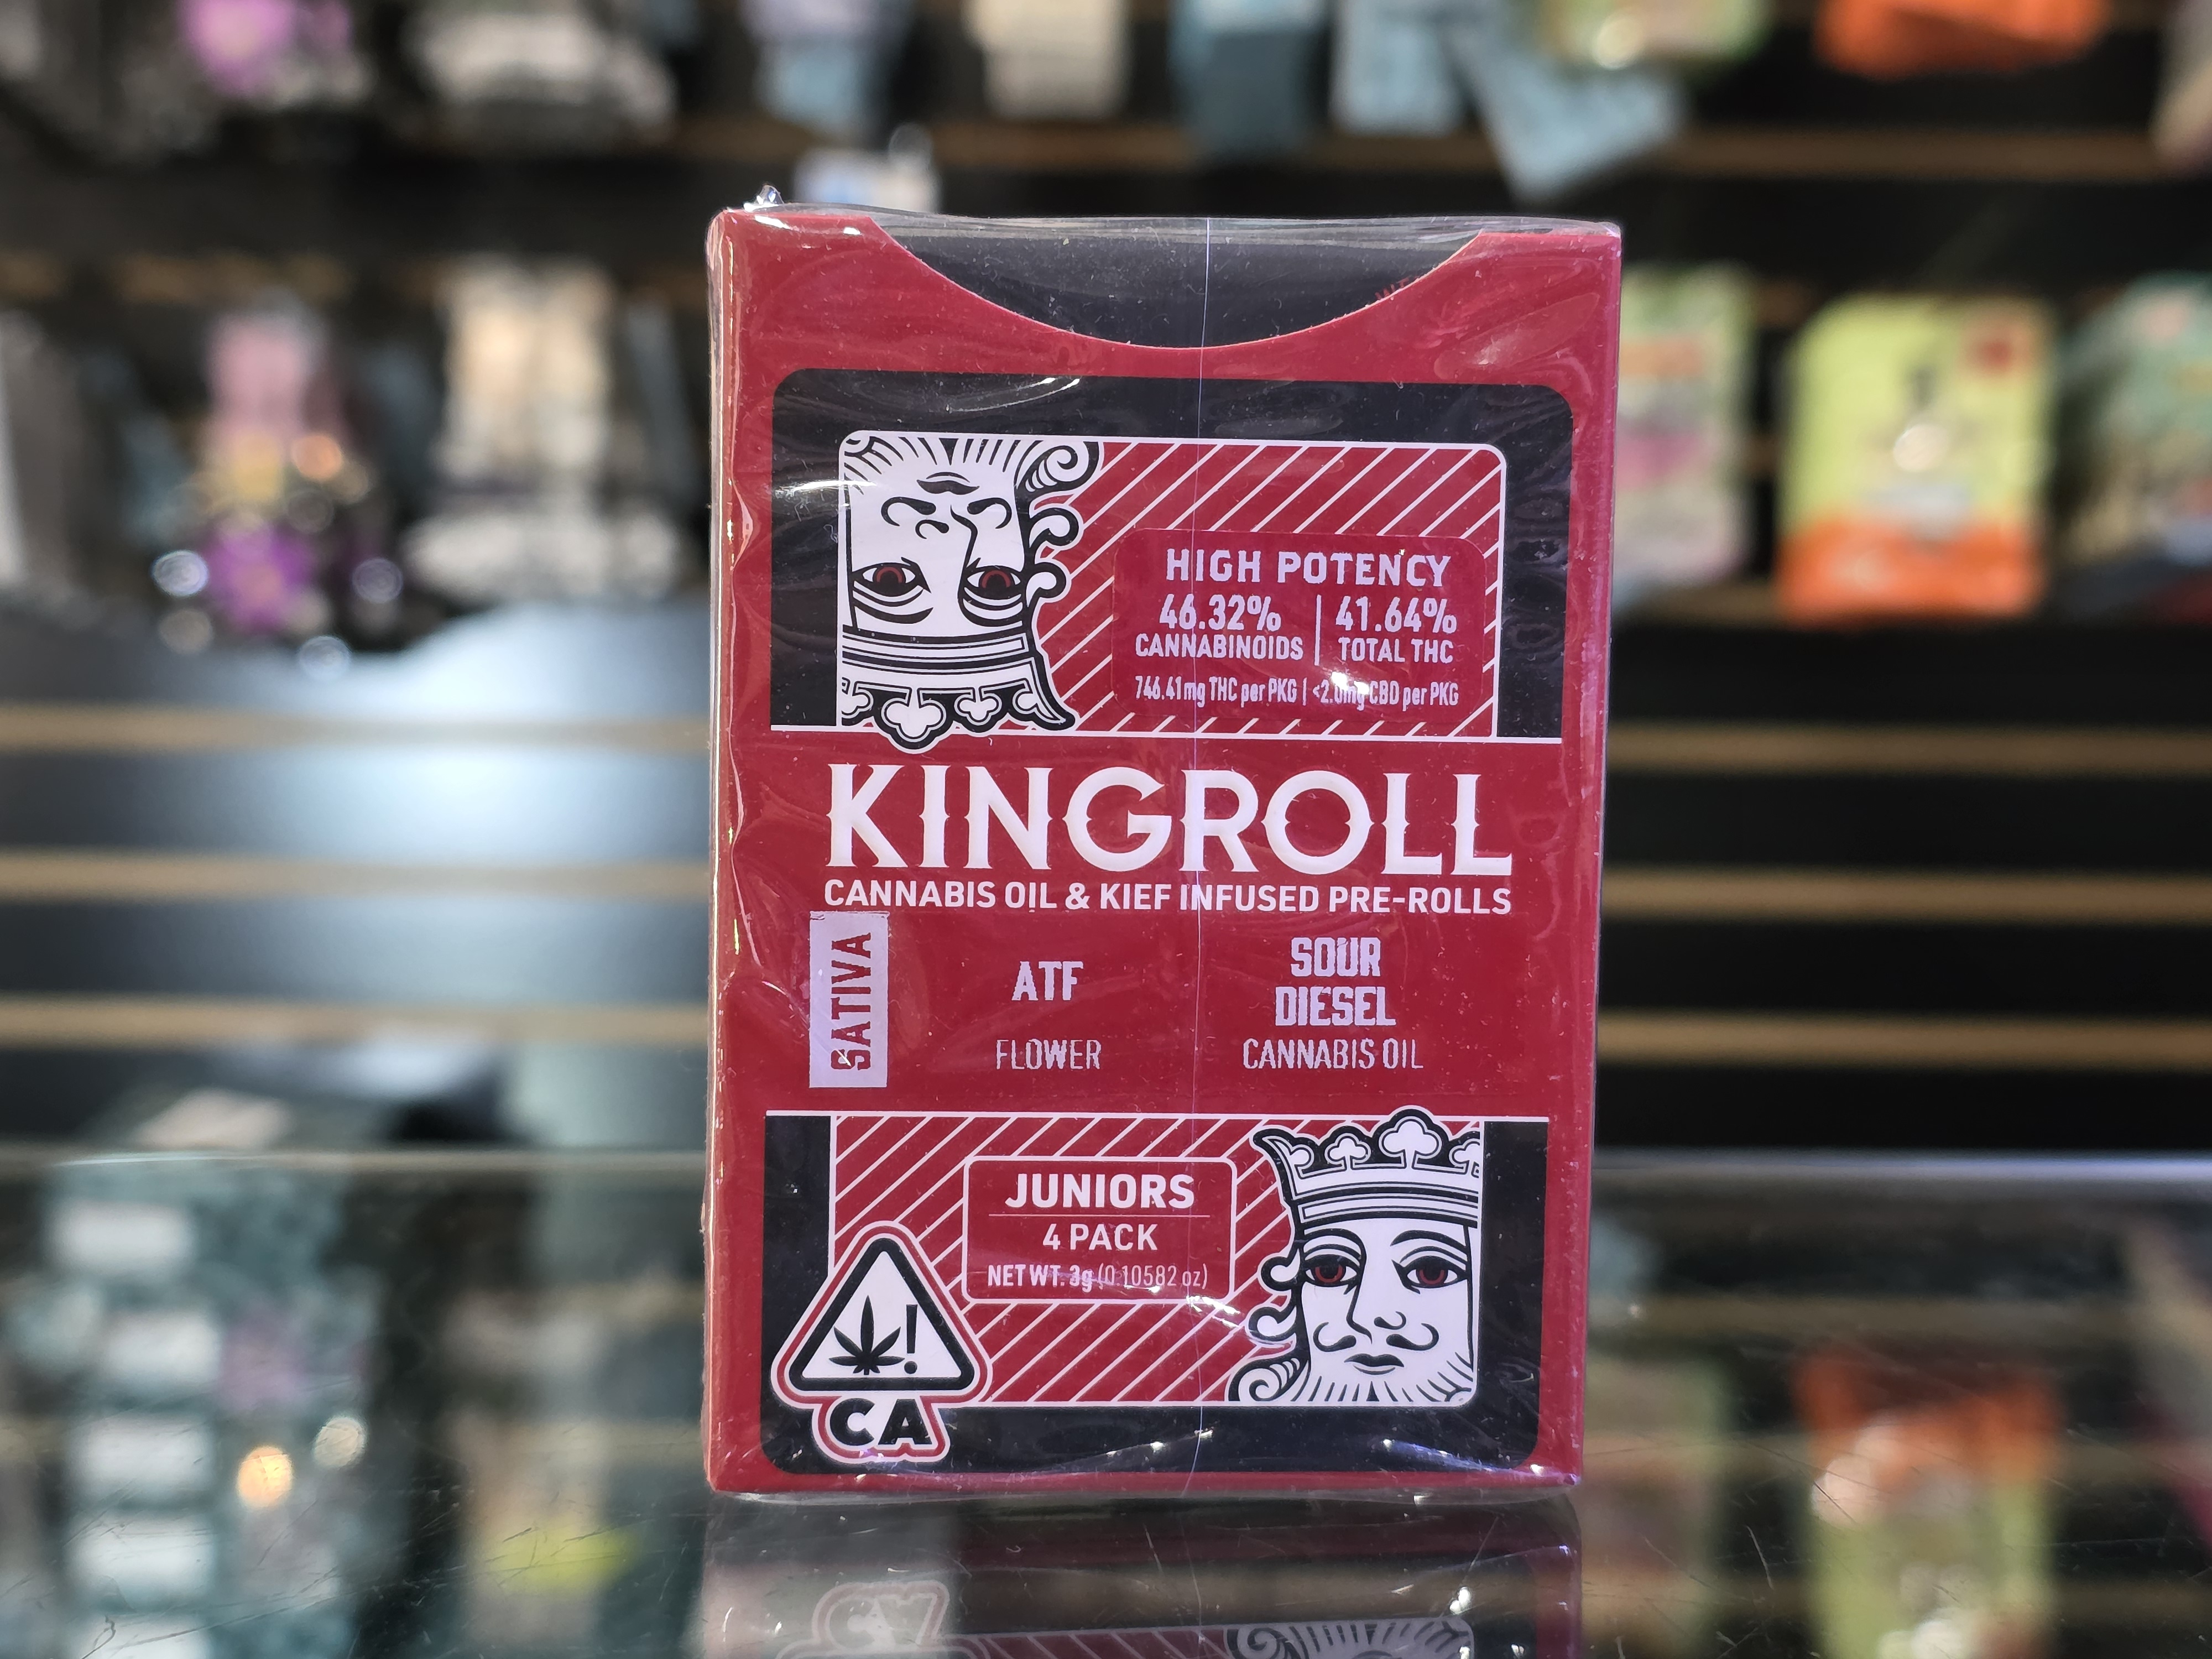 HIGH POTENCY
46.32% | 41.64%
CANNABINOIDS | TOTAL THC
746.41mg THC per PKG | <2.0mg CBD per PKG
KINGROLL
CANNABIS OIL & KIEF INFUSED PRE-ROLLS
SATIVA
ATF
FLOWER
SOUR
DIESEL
CANNABIS OIL
JUNIORS
4 PACK
NET WT. 3g (0.10582 oz)
!
CA